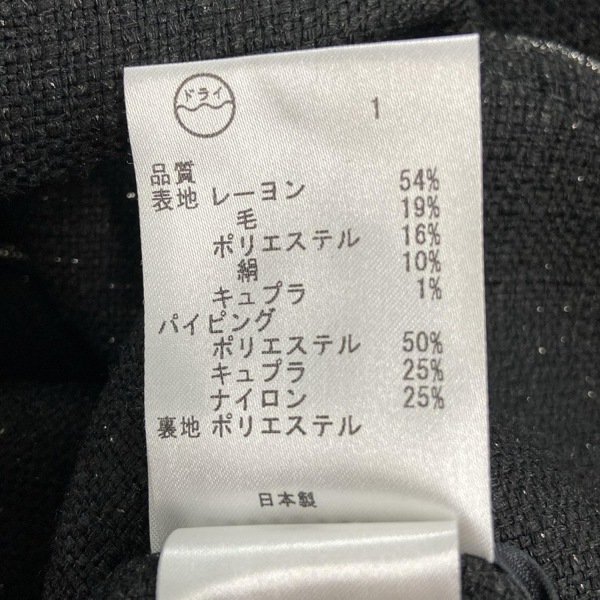 ドライ
1
品質
表地 レーヨン 54%
毛 19%
ポリエステル 16%
絹 10%
キュプラ 1%
パイピング
ポリエステル 50%
キュプラ 25%
ナイロン 25%
裏地 ポリエステル
日本製